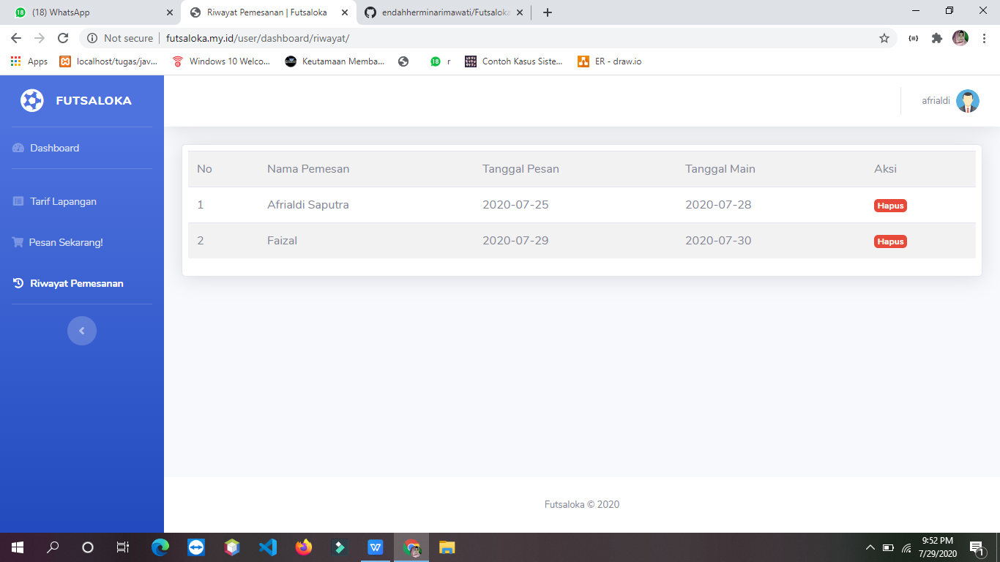 (18) WhatsApp
Riwayat Pemesanan | Futsaloka
endahherminarimawati/Futsaloka
Not secure
futsaloka.my.id/user/dashboard/riwayat/
Apps
localhost/tugas/jav...
Windows 10 Welco...
Keutamaan Memba...
18
r
Contoh Kasus Siste...
ER - draw.io
FUTSALOKA
afrialdi
Dashboard
Tarif Lapangan
Pesan Sekarang!
Riwayat Pemesanan
No Nama Pemesan Tanggal Pesan Tanggal Main Aksi
1 Afrialdi Saputra 2020-07-25 2020-07-28 Hapus
2 Faizal 2020-07-29 2020-07-30 Hapus
Futsaloka © 2020
9:52 PM
7/29/2020
1